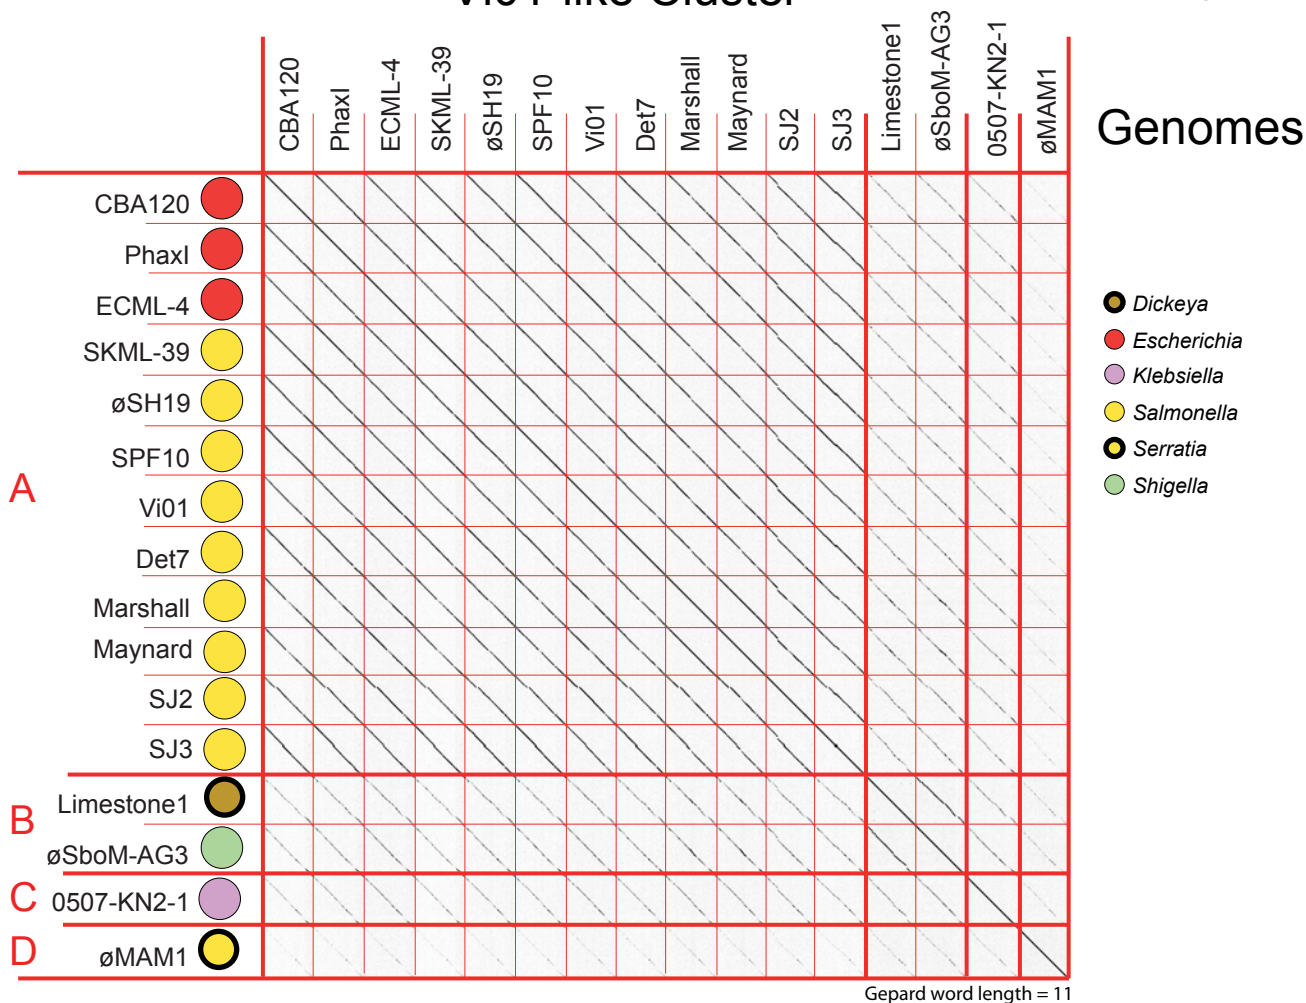 CBA120
PhaxI
ECML-4
SKML-39
øSH19
SPF10
Vi01
Det7
Marshall
Maynard
SJ2
SJ3
Limestone1
øSboM-AG3
0507-KN2-1
øMAM1
Genomes
CBA120
PhaxI
ECML-4
SKML-39
øSH19
SPF10
A
Vi01
Det7
Marshall
Maynard
SJ2
SJ3
B
Limestone1
øSboM-AG3
C 0507-KN2-1
D
øMAM1
Dickeya
Escherichia
Klebsiella
Salmonella
Serratia
Shigella
Gepard word length = 11